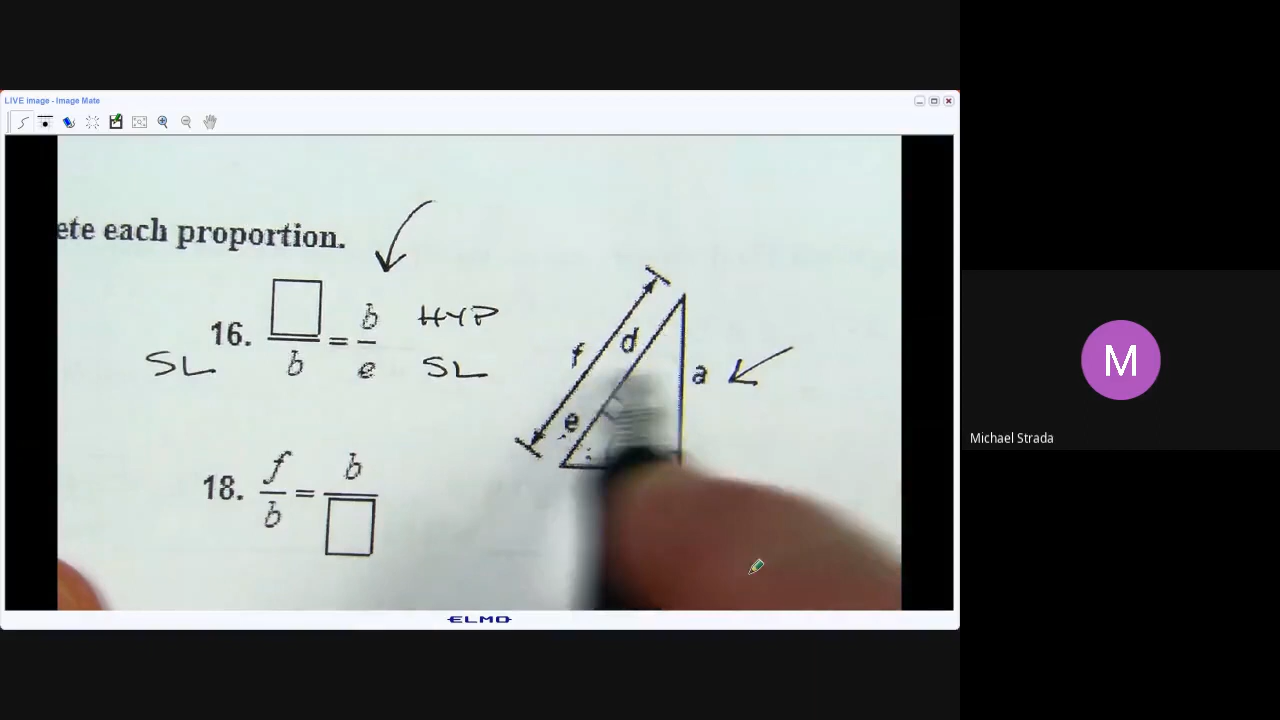 LIVE image - Image Mate
ete each proportion.
16. □/b = b/e HYP
SL SL
f d a
e
18. f/b = b/□
ELMO
M
Michael Strada